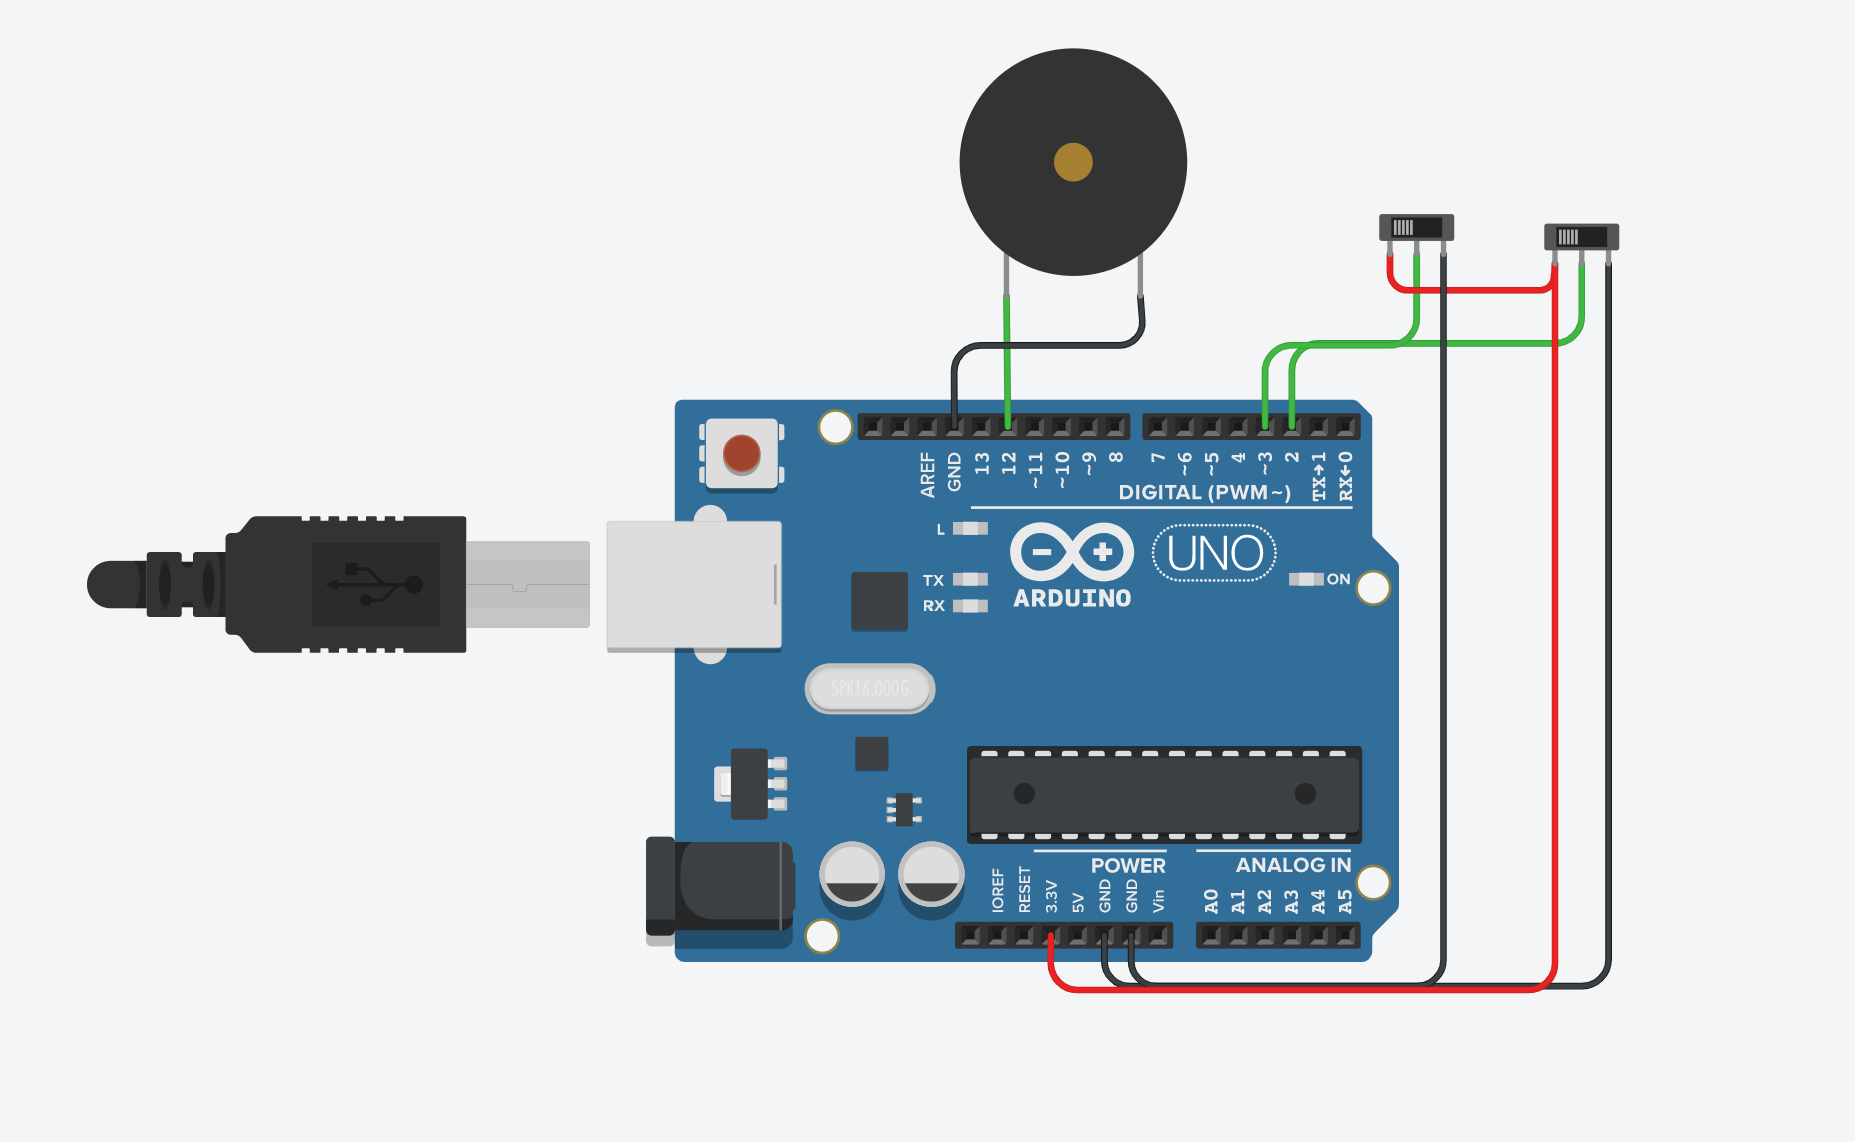 AREF
GND
13
12
~11
~10
~9
8
7
~6
~5
4
~3
2
TX→1
RX←0
DIGITAL (PWM~)
L
TX
RX
ARDUINO
UNO
ON
SPK16.000G
POWER
ANALOG IN
IOREF
RESET
3.3V
5V
GND
GND
Vin
A0
A1
A2
A3
A4
A5